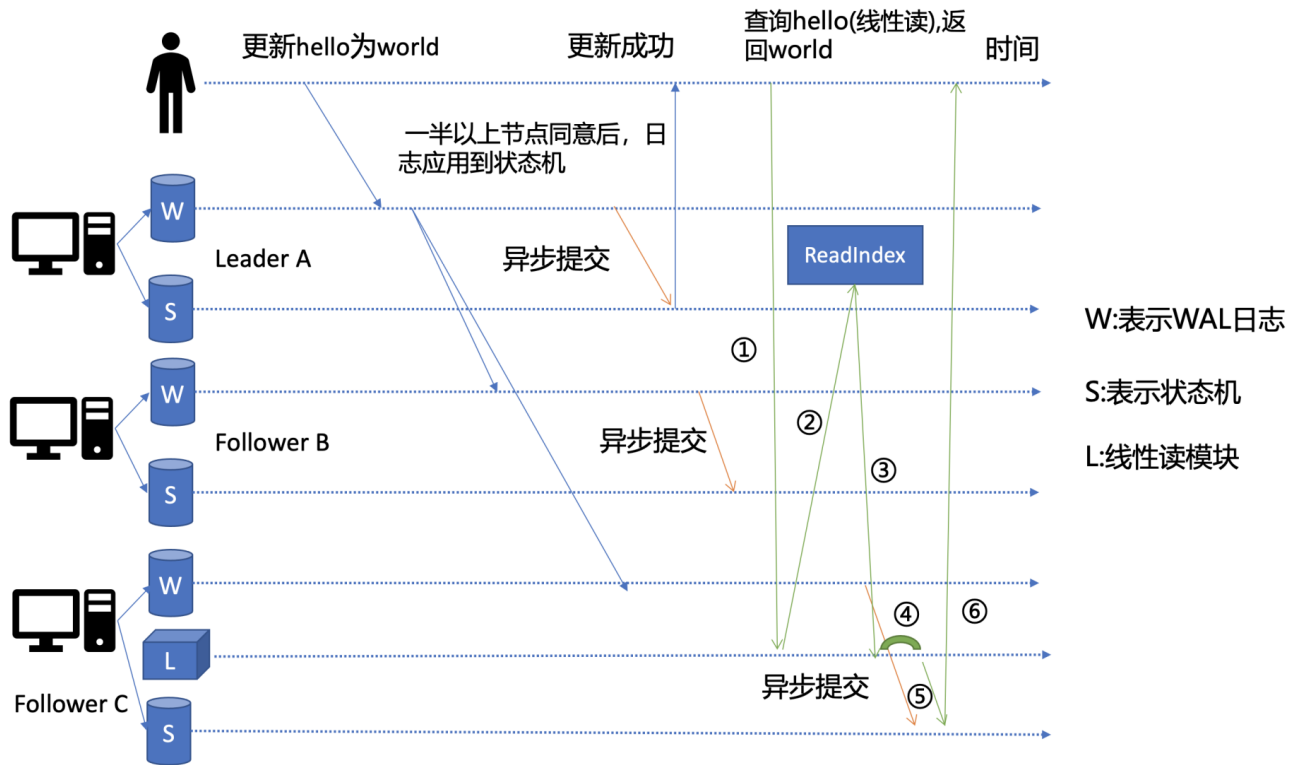 更新hello为world
更新成功
查询hello(线性读),返
回world
时间
一半以上节点同意后，日
志应用到状态机
W
Leader A
异步提交
ReadIndex
S
W:表示WAL日志
①
W
S:表示状态机
②
Follower B
异步提交
L:线性读模块
③
S
W
④
⑥
L
异步提交
⑤
Follower C
S